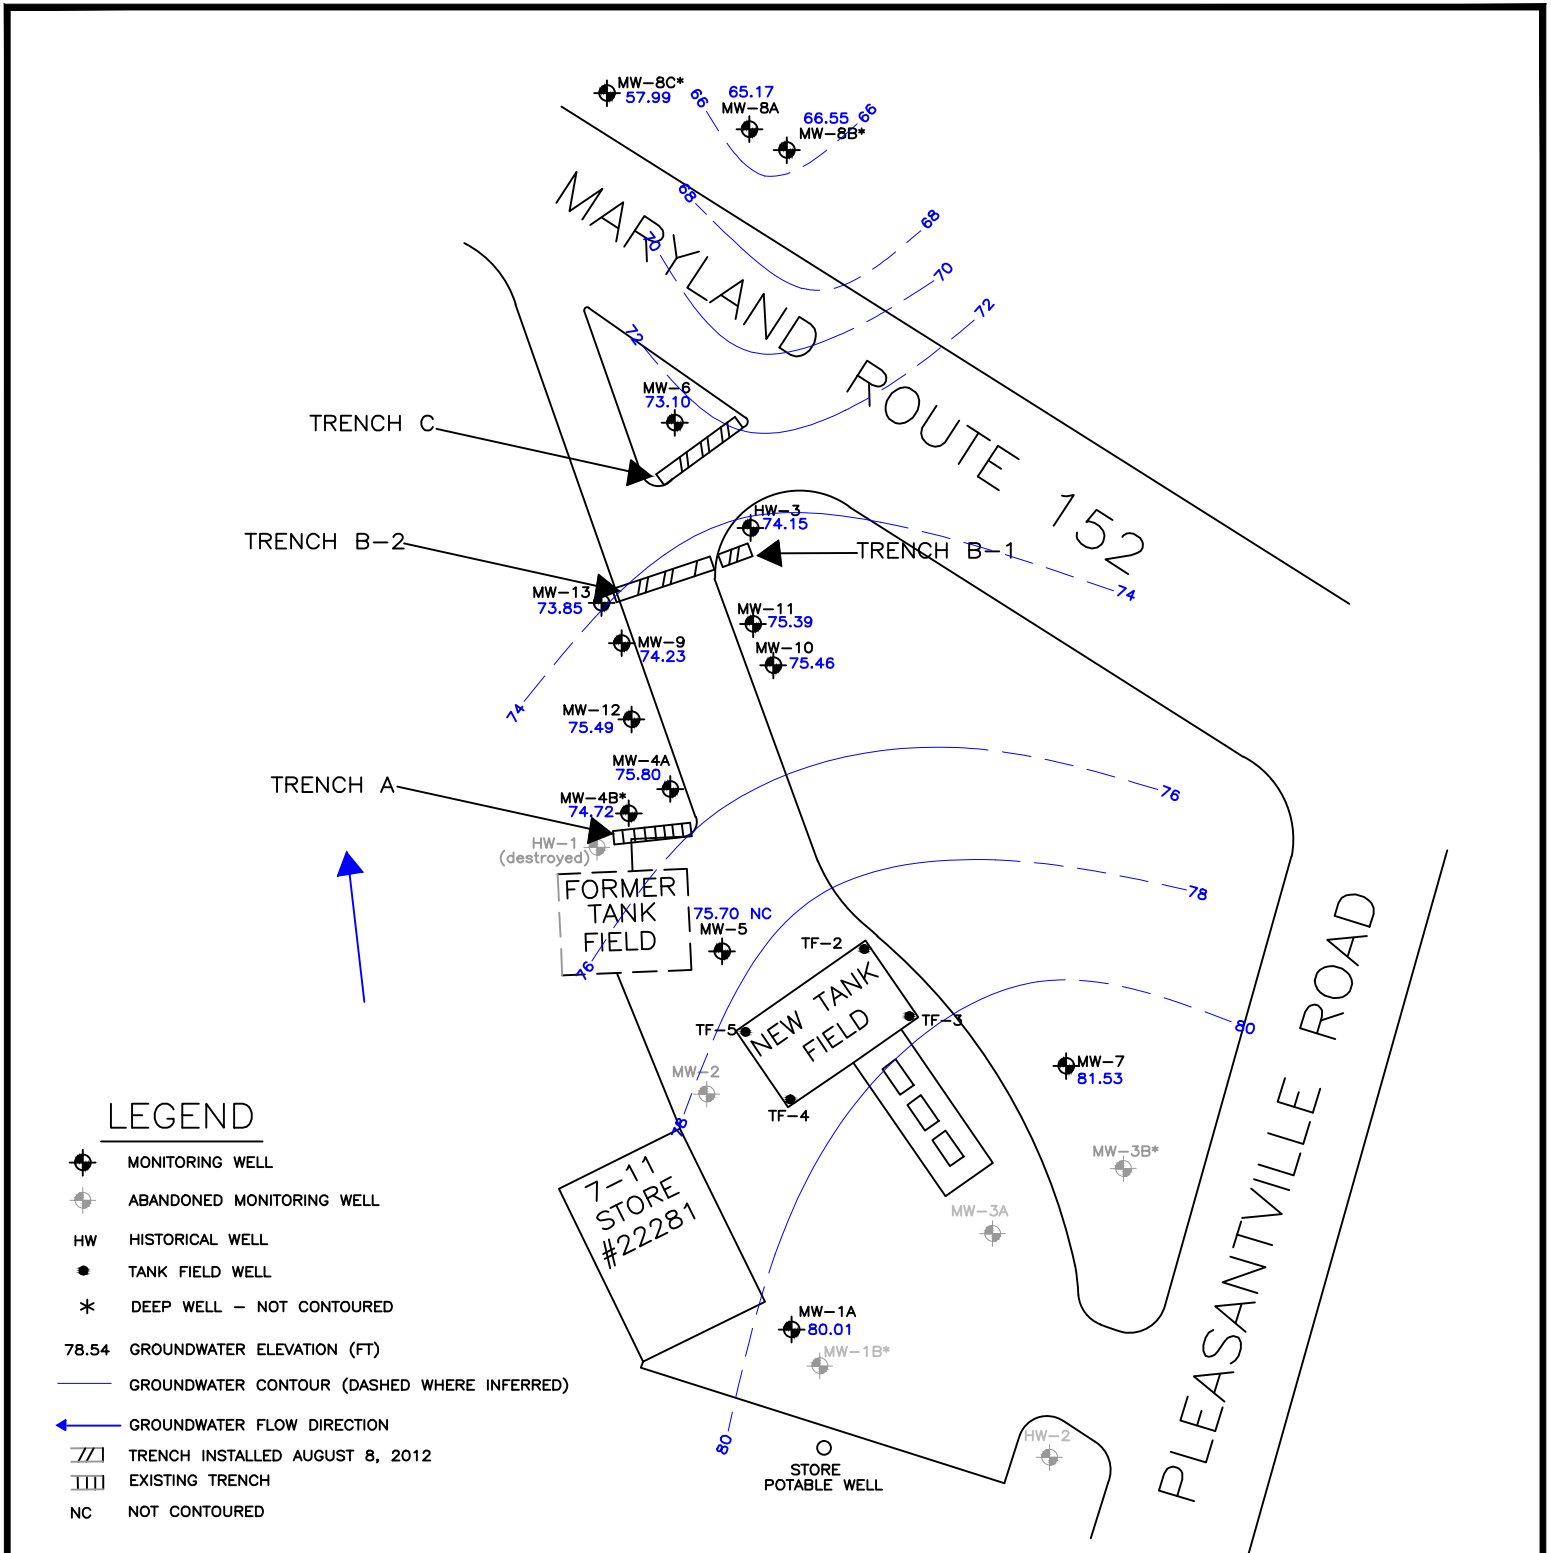 MW-8C*
57.99
65.17
MW-8A
66.55
MW-8B*
66
66
68
68
70
70
72
72
MARYLAND ROUTE 152
MW-6
73.10
TRENCH C
HW-3
74.15
TRENCH B-2
TRENCH B-1
MW-13
73.85
MW-11
75.39
MW-9
74.23
MW-10
75.46
74
74
MW-12
75.49
MW-4A
75.80
TRENCH A
MW-4B*
74.72
76
HW-1
(destroyed)
FORMER
TANK
FIELD
76
75.70 NC
MW-5
78
TF-2
NEW TANK
FIELD
TF-5
TF-3
TF-4
80
MW-7
81.53
MW-2
78
MW-3B*
MW-3A
7-11
STORE
#22281
MW-1A
80.01
MW-1B*
80
HW-2
STORE
POTABLE WELL
PLEASANTVILLE ROAD
LEGEND
MONITORING WELL
ABANDONED MONITORING WELL
HW HISTORICAL WELL
TANK FIELD WELL
* DEEP WELL - NOT CONTOURED
78.54 GROUNDWATER ELEVATION (FT)
GROUNDWATER CONTOUR (DASHED WHERE INFERRED)
GROUNDWATER FLOW DIRECTION
TRENCH INSTALLED AUGUST 8, 2012
EXISTING TRENCH
NC NOT CONTOURED